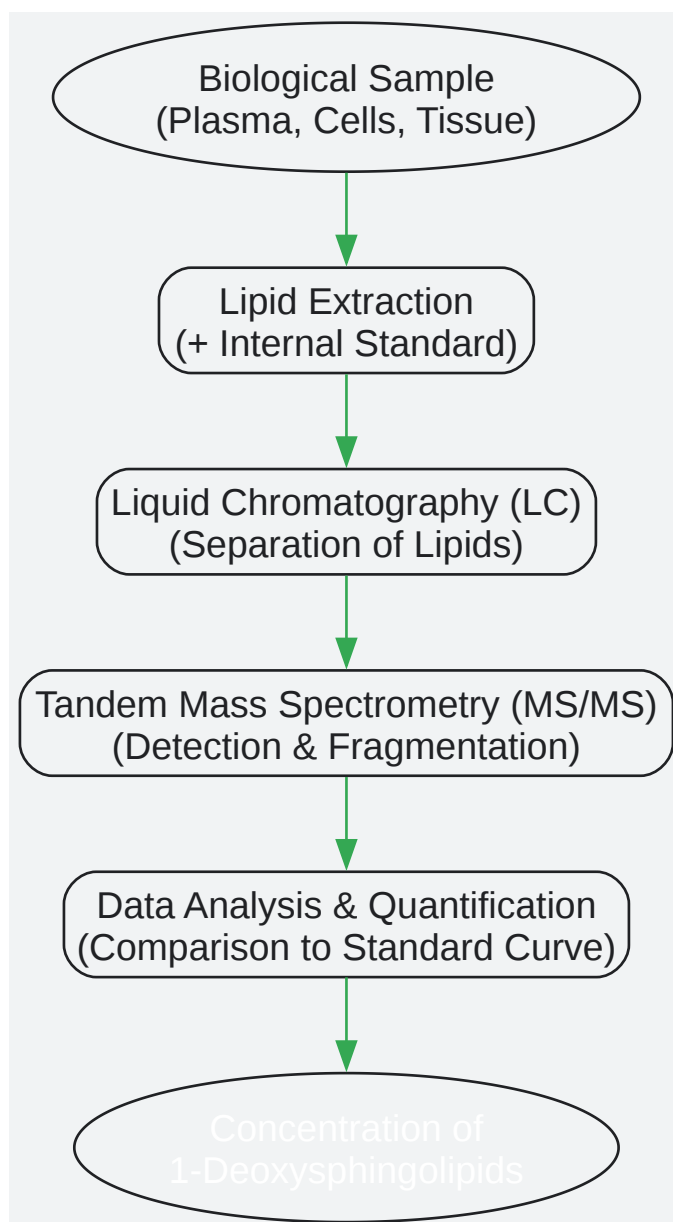 Biological Sample
(Plasma, Cells, Tissue)
Lipid Extraction
(+ Internal Standard)
Liquid Chromatography (LC)
(Separation of Lipids)
Tandem Mass Spectrometry (MS/MS)
(Detection & Fragmentation)
Data Analysis & Quantification
(Comparison to Standard Curve)
Concentration of
1-Deoxysphingolipids